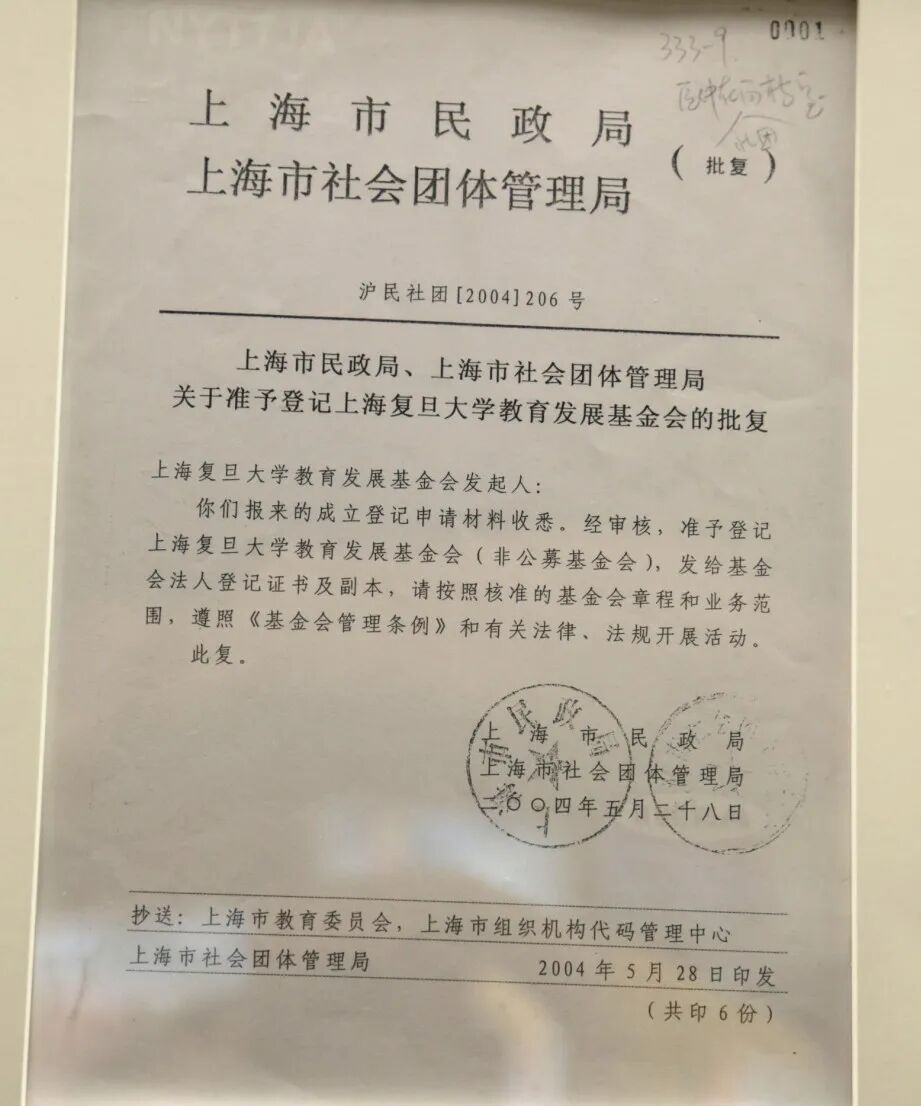 0001
333-9
上海市民政局
上海市社会团体管理局
（批复）
沪民社团[2004]206号
上海市民政局、上海市社会团体管理局
关于准予登记上海复旦大学教育发展基金会的批复
上海复旦大学教育发展基金会发起人：
你们报来的成立登记申请材料收悉。经审核，准予登记
上海复旦大学教育发展基金会（非公募基金会），发给基金
会法人登记证书及副本，请按照核准的基金会章程和业务范
围，遵照《基金会管理条例》和有关法律、法规开展活动。
此复。
上海市民政局
上海市社会团体管理局
二〇〇四年五月二十八日
抄送：上海市教育委员会，上海市组织机构代码管理中心
上海市社会团体管理局 2004年5月28日印发
（共印6份）